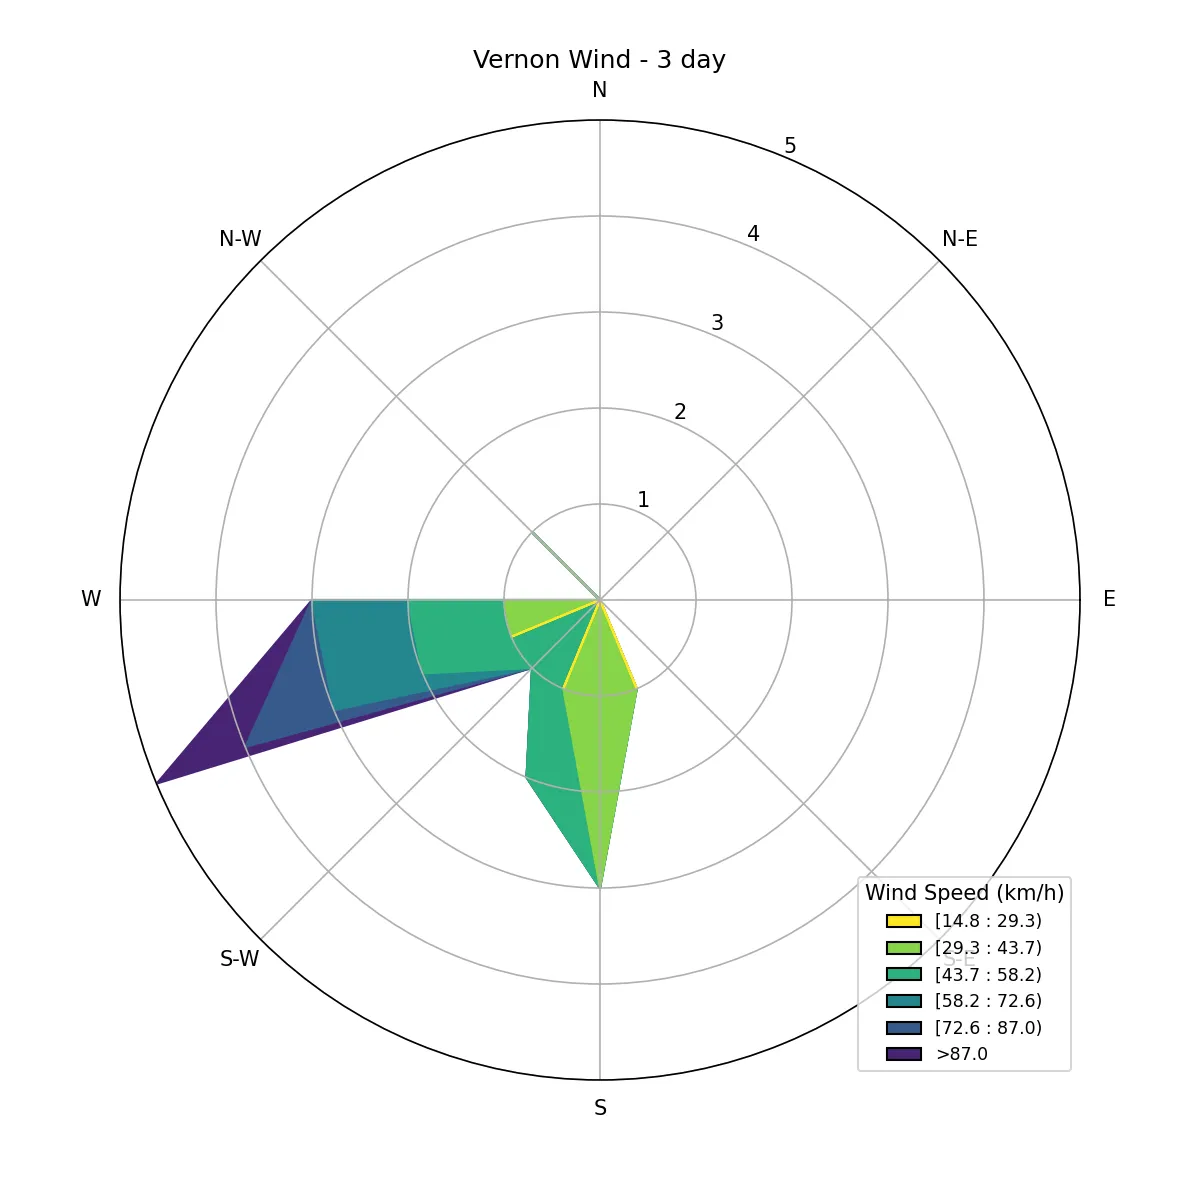 Vernon Wind - 3 day
N
5
N-W
N-E
4
3
2
1
W
E
S-W
S-E
Wind Speed (km/h)
[14.8 : 29.3)
[29.3 : 43.7)
[43.7 : 58.2)
[58.2 : 72.6)
[72.6 : 87.0)
>87.0
S